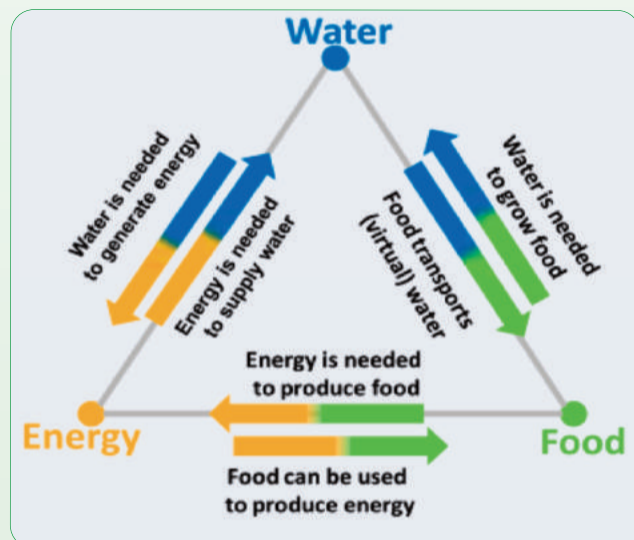 Water
Water is needed
to generate energy
Energy is needed
to supply water
Food transports
(virtual) water
Water is needed
to grow food
Energy is needed
to produce food
Energy
Food
Food can be used
to produce energy